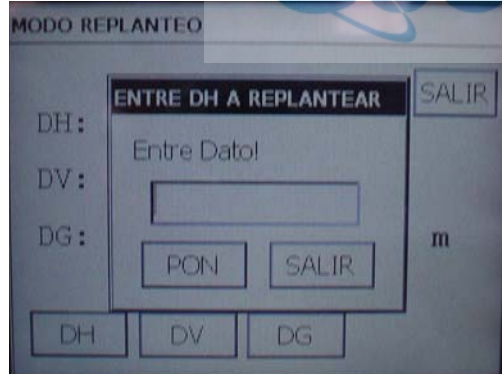 MODO REPLANTEO
ENTRE DH A REPLANTEAR
SALIR
DH:
Entre Dato!
DV:
DG:
m
PON
SALIR
DH
DV
DG